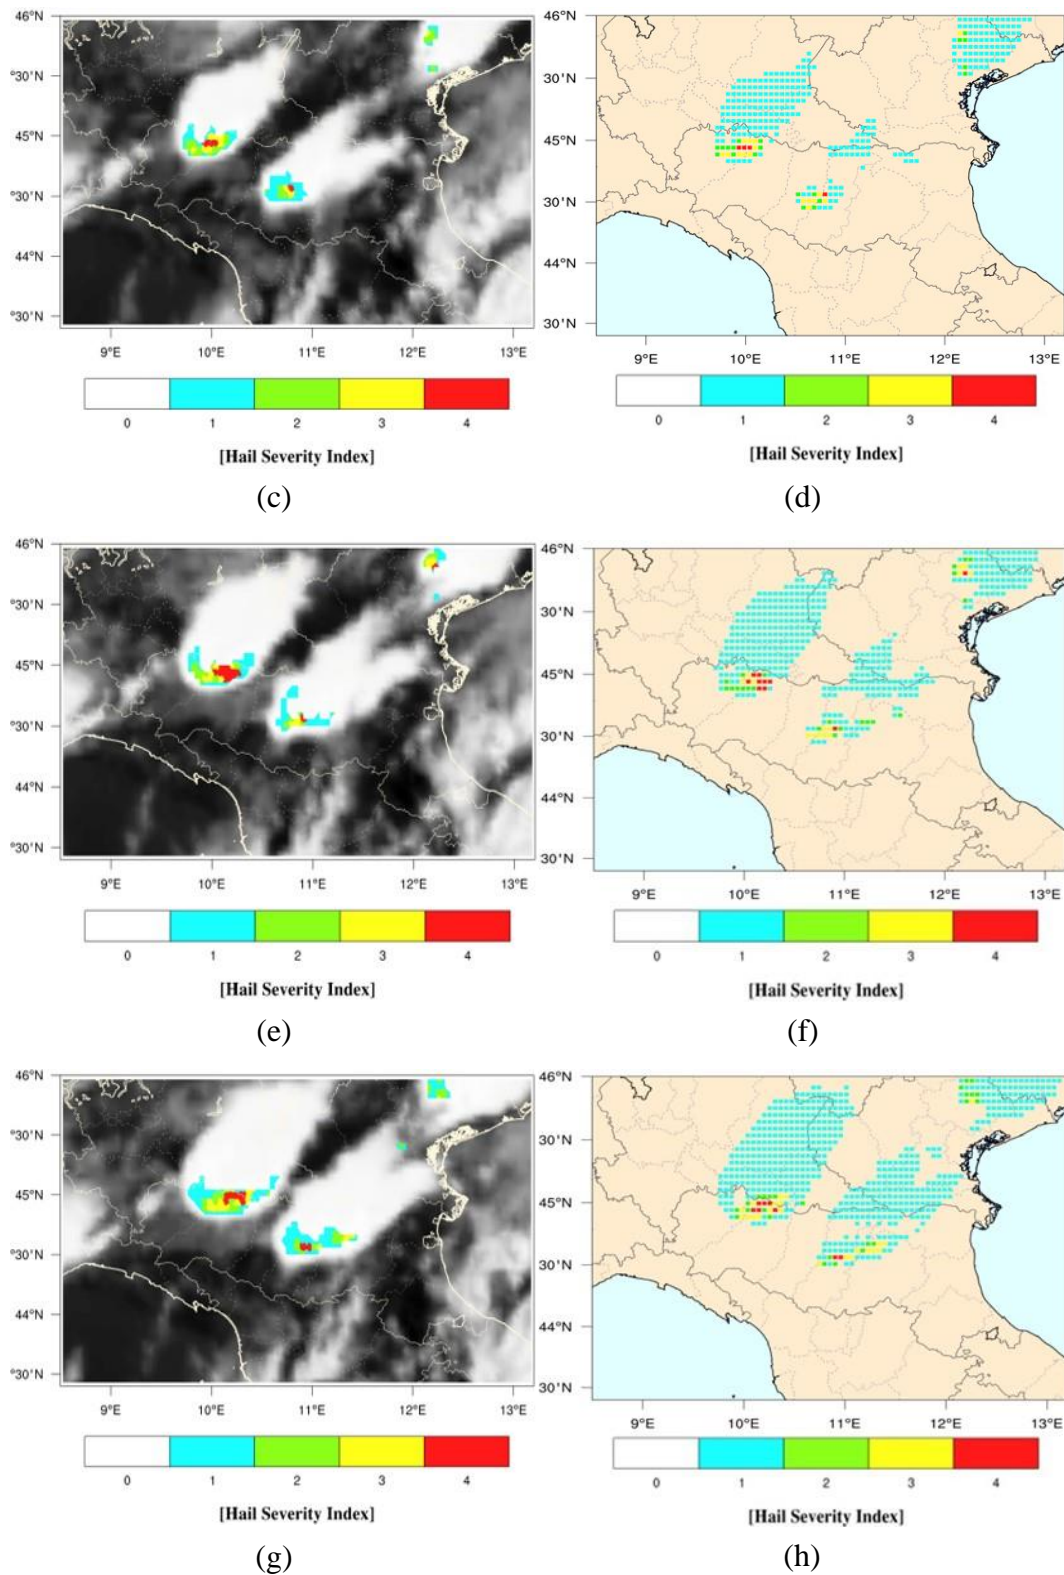 46°N 46°N
°30'N 30'N
45°N 45°N
°30'N 30'N
44°N 44°N
°30'N 30'N
9°E 10°E 11°E 12°E 13°E 9°E 10°E 11°E 12°E 13°E
0 1 2 3 4 0 1 2 3 4
[Hail Severity Index] [Hail Severity Index]
(c) (d)
46°N 46°N
°30'N 30'N
45°N 45°N
°30'N 30'N
44°N 44°N
°30'N 30'N
9°E 10°E 11°E 12°E 13°E 9°E 10°E 11°E 12°E 13°E
0 1 2 3 4 0 1 2 3 4
[Hail Severity Index] [Hail Severity Index]
(e) (f)
46°N 46°N
°30'N 30'N
45°N 45°N
°30'N 30'N
44°N 44°N
°30'N 30'N
9°E 10°E 11°E 12°E 13°E 9°E 10°E 11°E 12°E 13°E
0 1 2 3 4 0 1 2 3 4
[Hail Severity Index] [Hail Severity Index]
(g) (h)